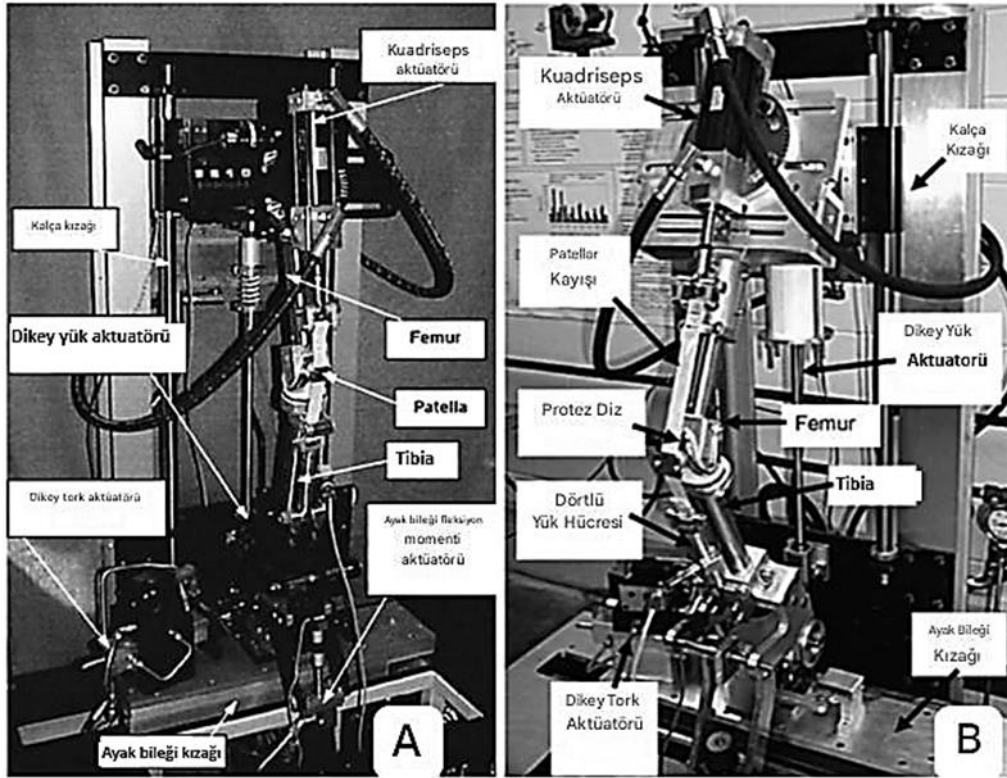 Kuadriseps
aktüatörü
Kalça kızağı
Dikey yük aktuatörü
Femur
Patella
Tibia
Dikey tork aktüatörü
Ayak bileği fleksiyon
momenti
aktüatörü
Ayak bileği kızağı
A
Kuadriseps
Aktüatörü
Kalça
Kızağı
Patellar
Kayışı
Dikey Yük
Aktuatorü
Protez Diz
Femur
Tibia
Dörtlü
Yük Hücresi
Ayak Bileği
Kızağı
Dikey Tork
Aktüatörü
B